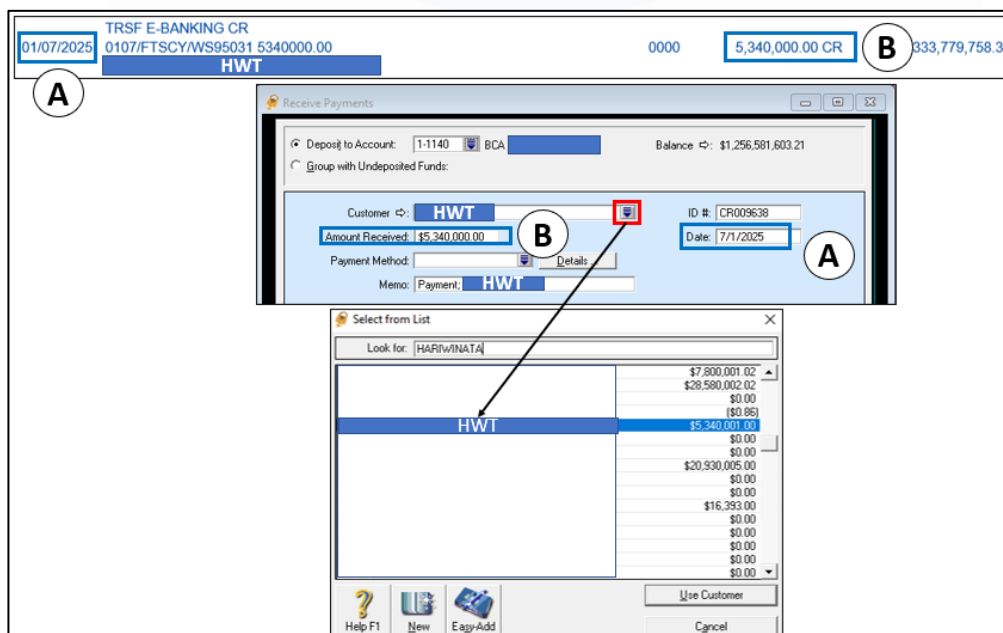 TRSF E-BANKING CR
01/07/2025 0107/FTSCY/WS95031 5340000.00 0000 5,340,000.00 CR B 333,779,758.3
HWT
A
Receive Payments
Deposit to Account: 1-1140 BCA Balance ⇨: $1,256,581,603.21
Group with Undeposited Funds:
Customer ⇨: HWT ID #: CR009638
Amount Received: $5,340,000.00 B Date: 7/1/2025 A
Payment Method: Details...
Memo: Payment; HWT
Select from List
Look for: HARIWINATA
$7,800,001.02
$28,580,002.02
$0.00
($0.86)
HWT $5,340,001.00
$0.00
$0.00
$20,930,005.00
$0.00
$0.00
$16,393.00
$0.00
$0.00
$0.00
$0.00
$0.00
Use Customer
Help F1 New Easy-Add Cancel